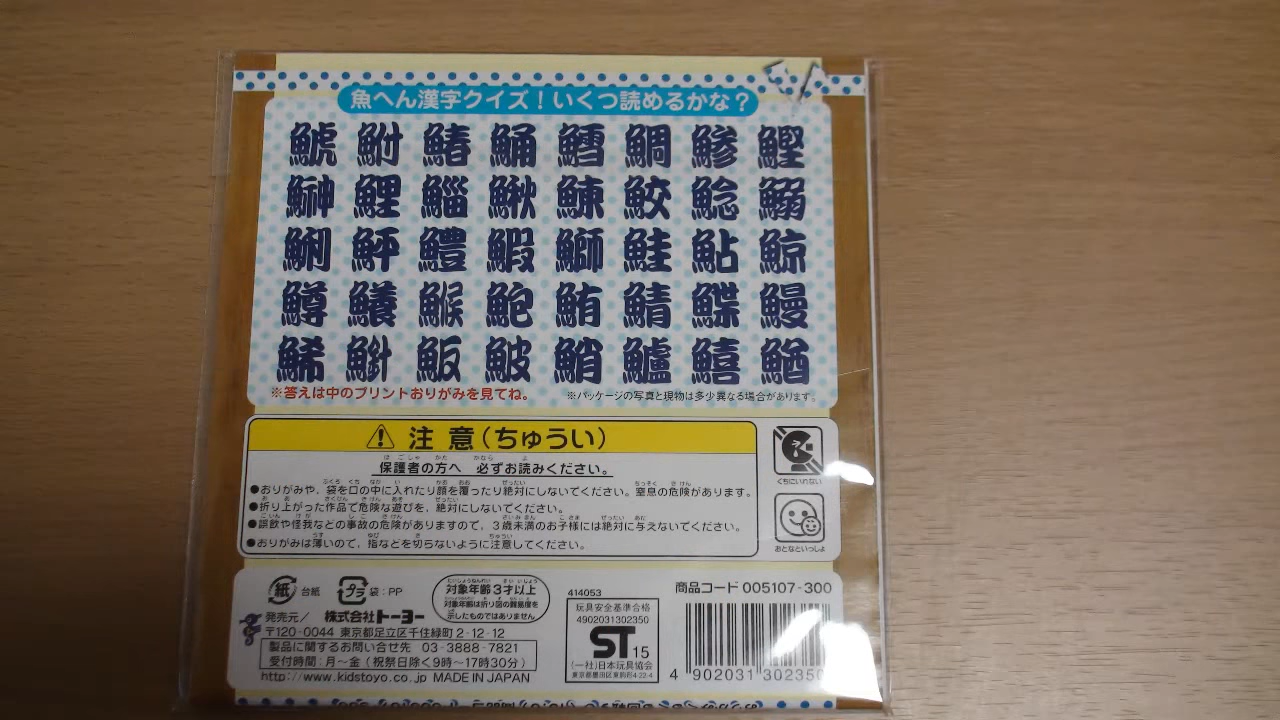 魚へん漢字クイズ！いくつ読めるかな？
鯱 鮒 鰆 鯒 鱈 鯛 鯵 鰹
鰰 鯉 鯔 鰍 鰊 鮫 鯰 鰯
鯏 鮃 鱧 鰕 鰤 鮭 鮎 鯨
鱒 鱶 鯸 鮑 鮪 鯖 鰈 鰻
鯑 鱵 鮍 鮍 鮹 鱸 鱚 鰌
※答えは中のプリントおりがみを見てね。
※パッケージの写真と現物は多少異なる場合があります。
注意（ちゅうい）
保護者の方へ 必ずお読みください。
●おりがみや、袋を口の中に入れたり顔を覆ったり絶対にしないでください。窒息の危険があります。
●折り上がった作品で危険な遊びを、絶対にしないでください。
●誤飲や怪我などの事故の危険がありますので、3歳未満のお子様には絶対に与えないでください。
●おりがみは薄いので、指などを切らないように注意してください。
くちにいれない
おとなといっしょ
紙 台紙
プラ 袋：PP
対象年齢3才以上
対象年齢は折り図の難易度を
示したものではありません
発売元／ 株式会社トーヨー
〒120-0044 東京都足立区千住緑町2-12-12
製品に関するお問い合せ先 03-3888-7821
受付時間：月～金（祝祭日除く9時～17時30分）
http://www.kidstoyo.co.jp MADE IN JAPAN
414053
玩具安全基準合格
4902031302350
ST15
(一社)日本玩具協会
東京都墨田区東駒形4-22-4
商品コード 005107-300
4 902031 302350